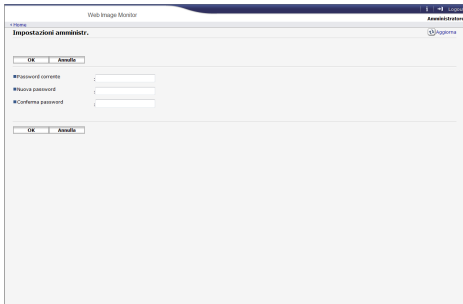 Logout
Web Image Monitor
Amministratore
Home
Impostazioni amministr.
Aggiorna
OK Annulla
Password corrente :
Nuova password :
Conferma password :
OK Annulla